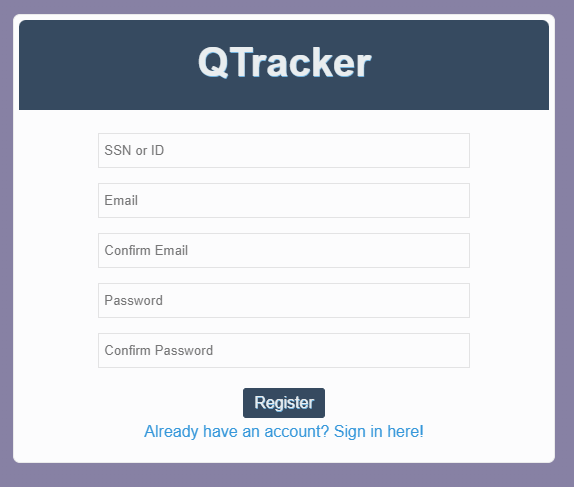 QTracker
SSN or ID
Email
Confirm Email
Password
Confirm Password
Register
Already have an account? Sign in here!